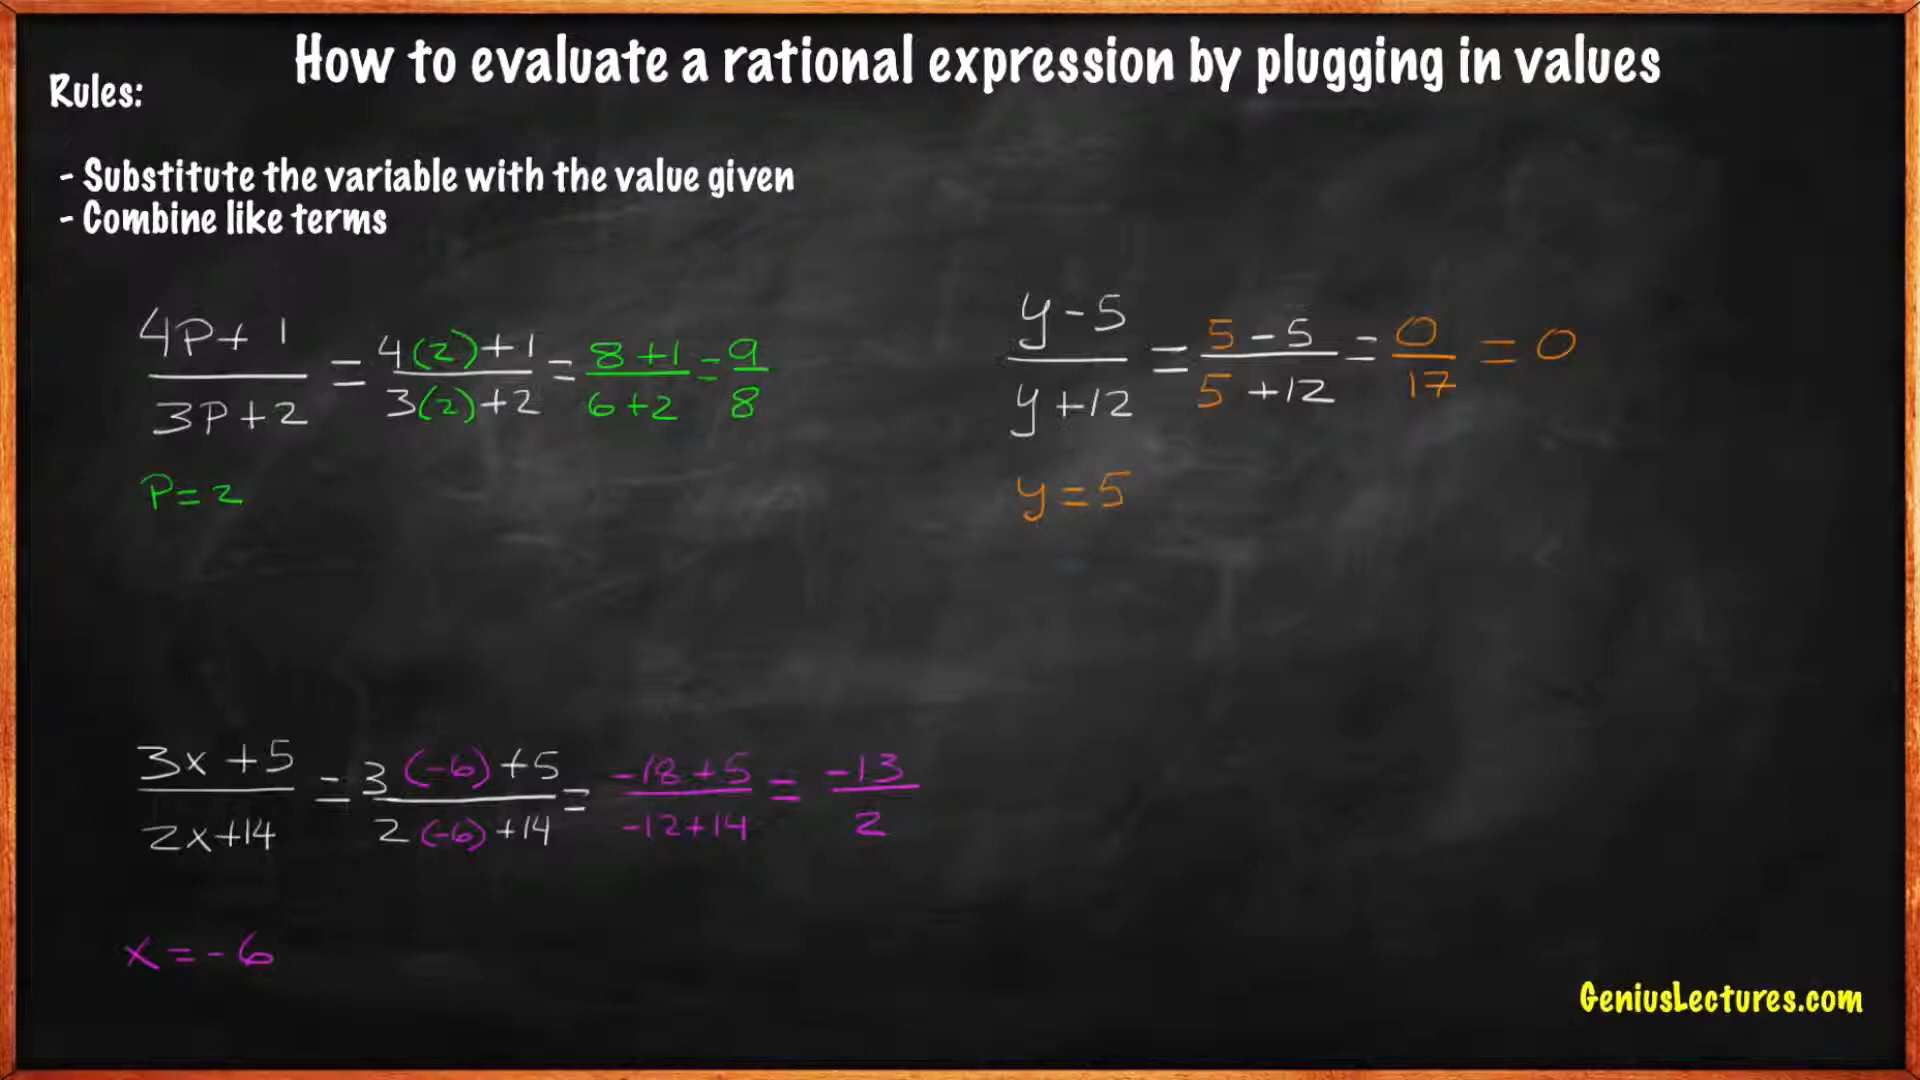 How to evaluate a rational expression by plugging in values
Rules:
- Substitute the variable with the value given
- Combine like terms
4P+1/3P+2 = 4(2)+1/3(2)+2 = 8+1/6+2 = 9/8
P=2
y-5/y+12 = 5-5/5+12 = 0/17 = 0
y=5
3x+5/2x+14 = 3(-6)+5/2(-6)+14 = -18+5/-12+14 = -13/2
x=-6
GeniusLectures.com